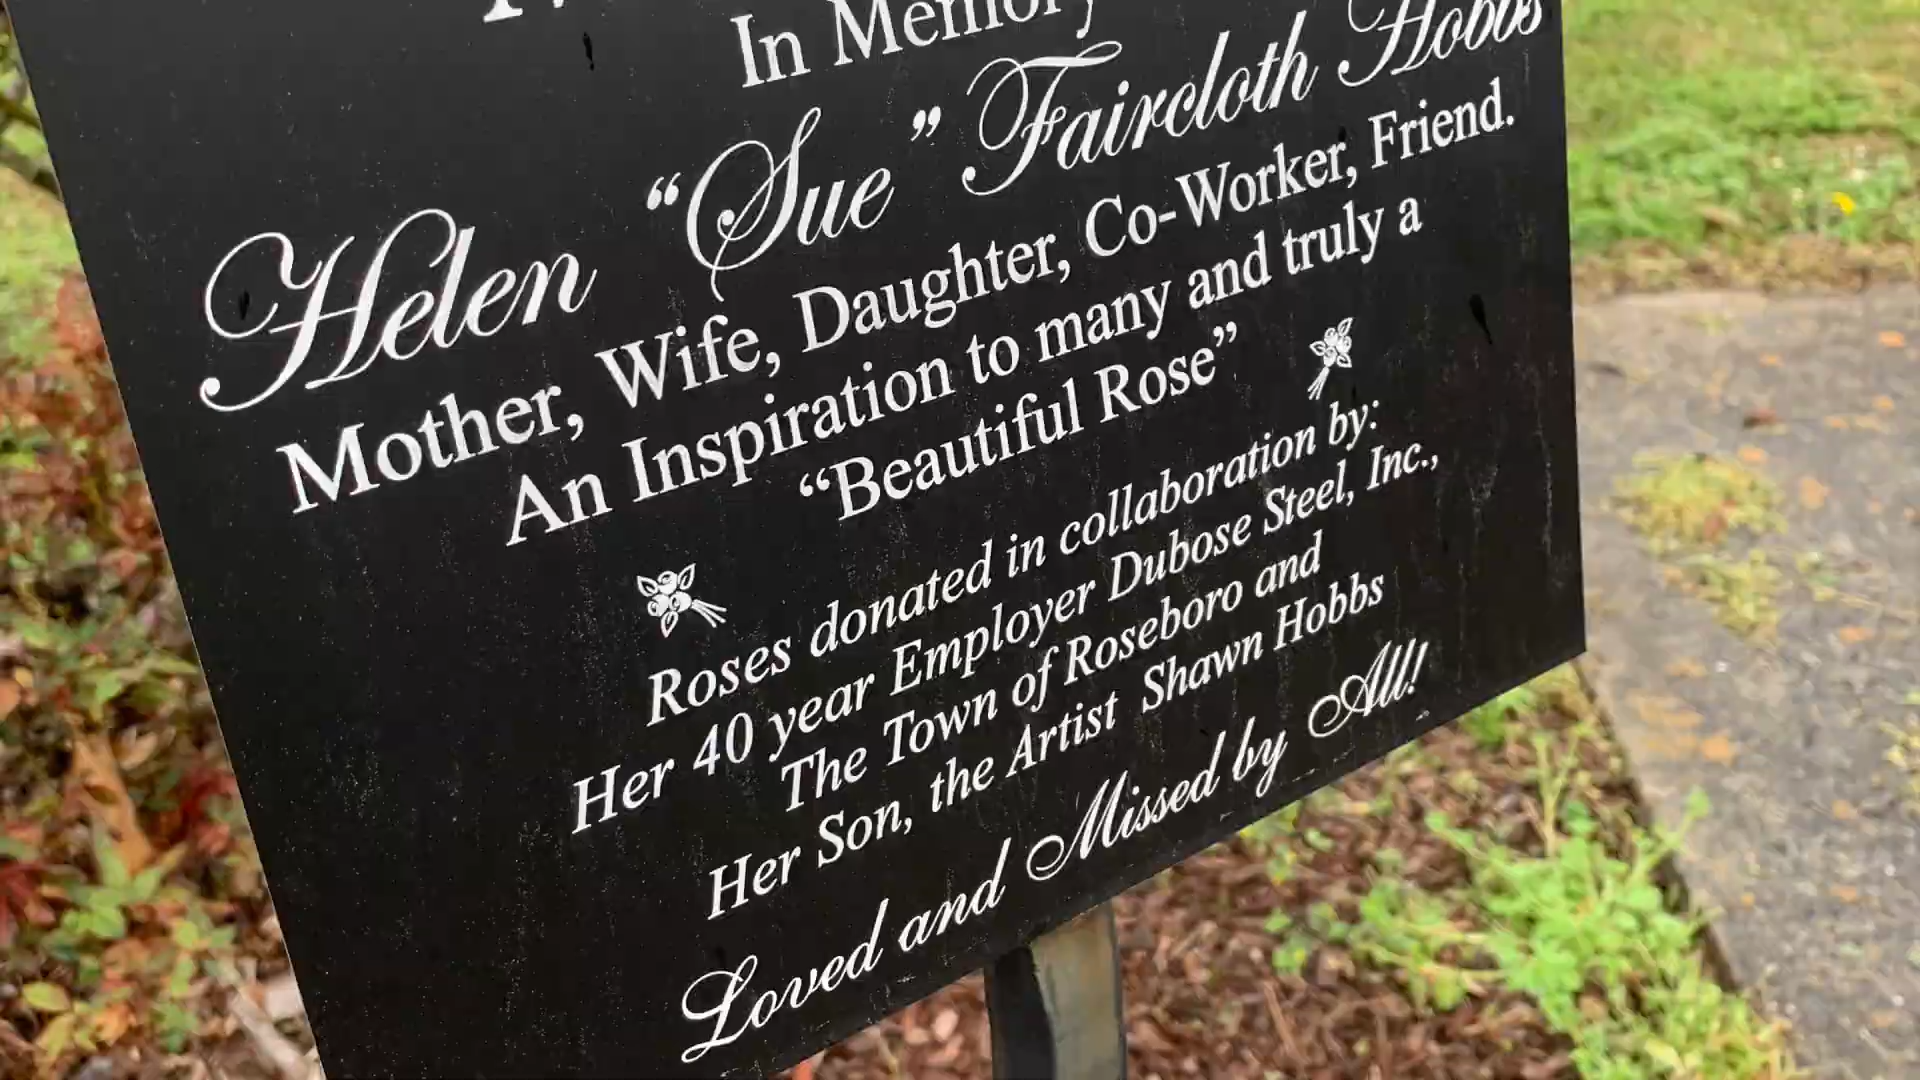 In Memory
Helen "Sue" Faircloth Hobbs
Mother, Wife, Daughter, Co-Worker, Friend.
An Inspiration to many and truly a
"Beautiful Rose"
Roses donated in collaboration by:
Her 40 year Employer Dubose Steel, Inc.,
The Town of Roseboro and
Her Son, the Artist Shawn Hobbs
Loved and Missed by All!